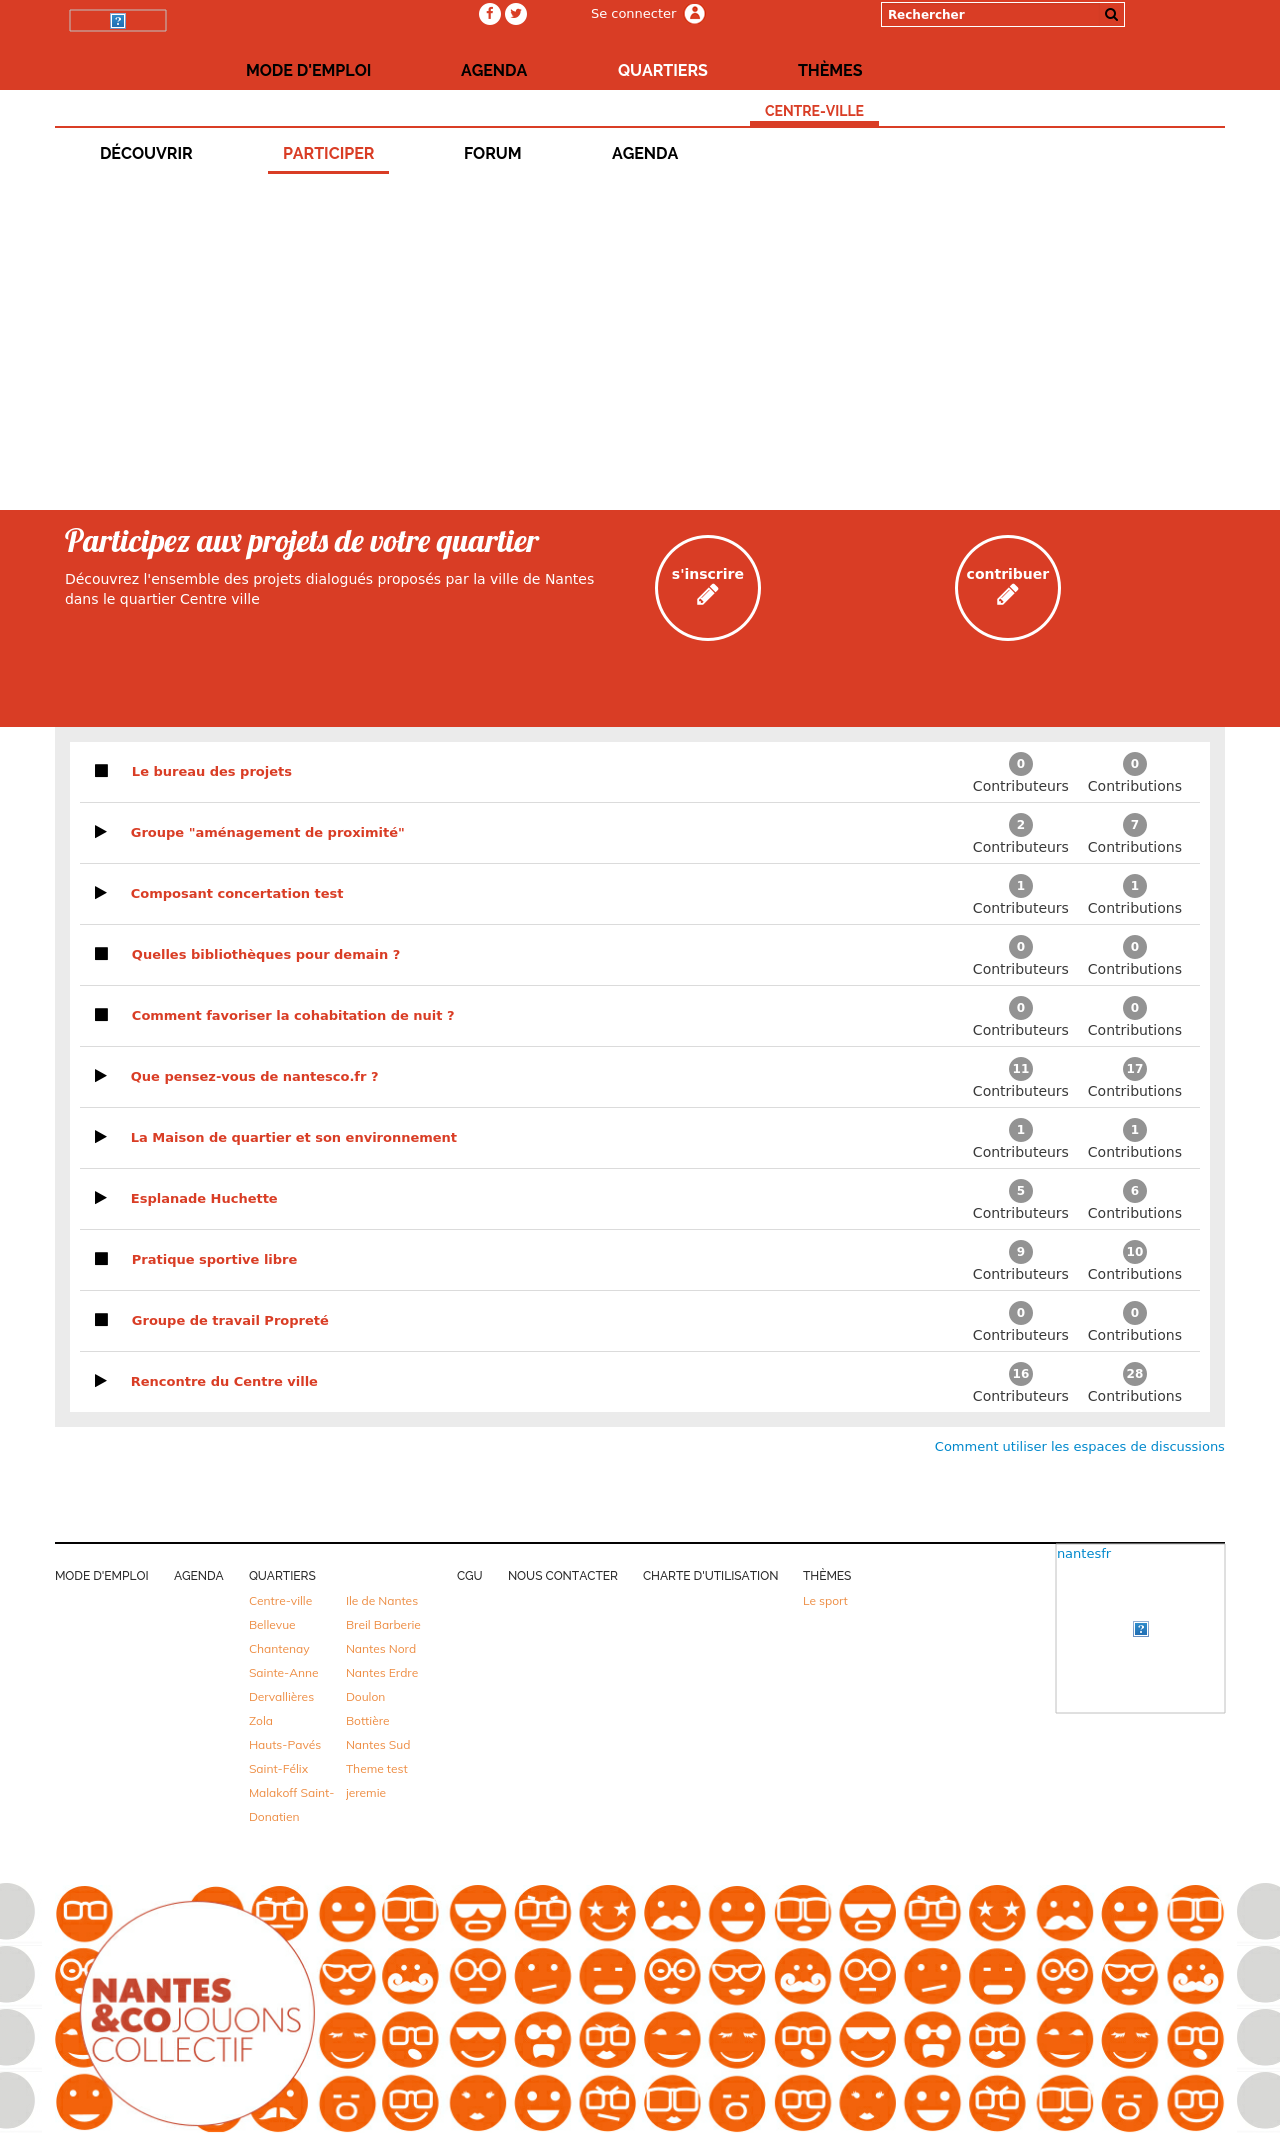 Se connecter
Rechercher
MODE D'EMPLOI
AGENDA
QUARTIERS
THÈMES
CENTRE-VILLE
DÉCOUVRIR
PARTICIPER
FORUM
AGENDA
Participez aux projets de votre quartier
Découvrez l'ensemble des projets dialogués proposés par la ville de Nantes
dans le quartier Centre ville
s'inscrire
contribuer
Le bureau des projets
0
0
Contributeurs
Contributions
Groupe "aménagement de proximité"
2
7
Contributeurs
Contributions
Composant concertation test
1
1
Contributeurs
Contributions
Quelles bibliothèques pour demain ?
0
0
Contributeurs
Contributions
Comment favoriser la cohabitation de nuit ?
0
0
Contributeurs
Contributions
Que pensez-vous de nantesco.fr ?
11
17
Contributeurs
Contributions
La Maison de quartier et son environnement
1
1
Contributeurs
Contributions
Esplanade Huchette
5
6
Contributeurs
Contributions
Pratique sportive libre
9
10
Contributeurs
Contributions
Groupe de travail Propreté
0
0
Contributeurs
Contributions
Rencontre du Centre ville
16
28
Contributeurs
Contributions
Comment utiliser les espaces de discussions
MODE D'EMPLOI
AGENDA
QUARTIERS
Centre-ville
Bellevue
Chantenay
Sainte-Anne
Dervallières
Zola
Hauts-Pavés
Saint-Félix
Malakoff Saint-
Donatien
Ile de Nantes
Breil Barberie
Nantes Nord
Nantes Erdre
Doulon
Bottière
Nantes Sud
Theme test
jeremie
CGU
NOUS CONTACTER
CHARTE D'UTILISATION
THÈMES
Le sport
nantesfr
NANTES
&COJOUONS
COLLECTIF